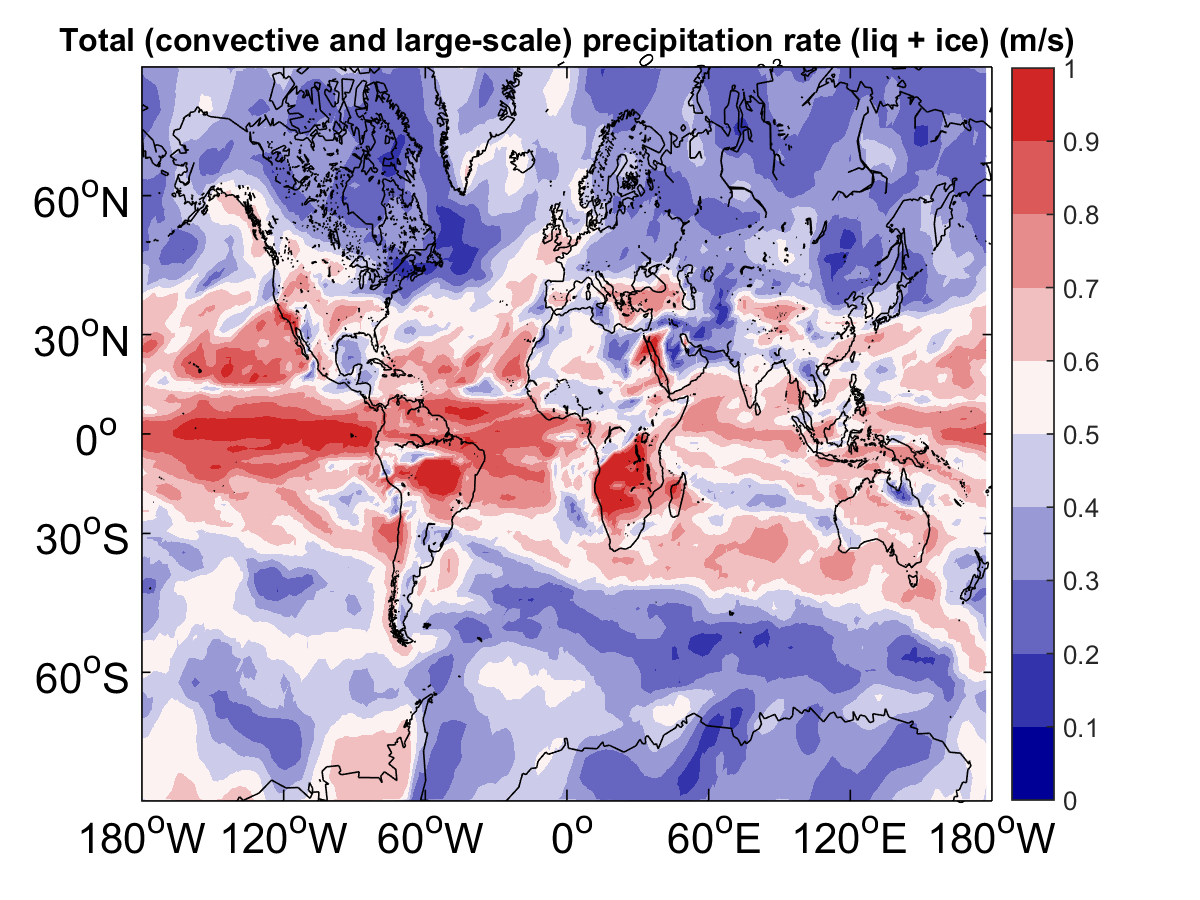 Total (convective and large-scale) precipitation rate (liq + ice) (m/s)
1
0.9
0.8
0.7
0.6
0.5
0.4
0.3
0.2
0.1
0
60°N
30°N
0°
30°S
60°S
180°W 120°W 60°W 0° 60°E 120°E 180°W